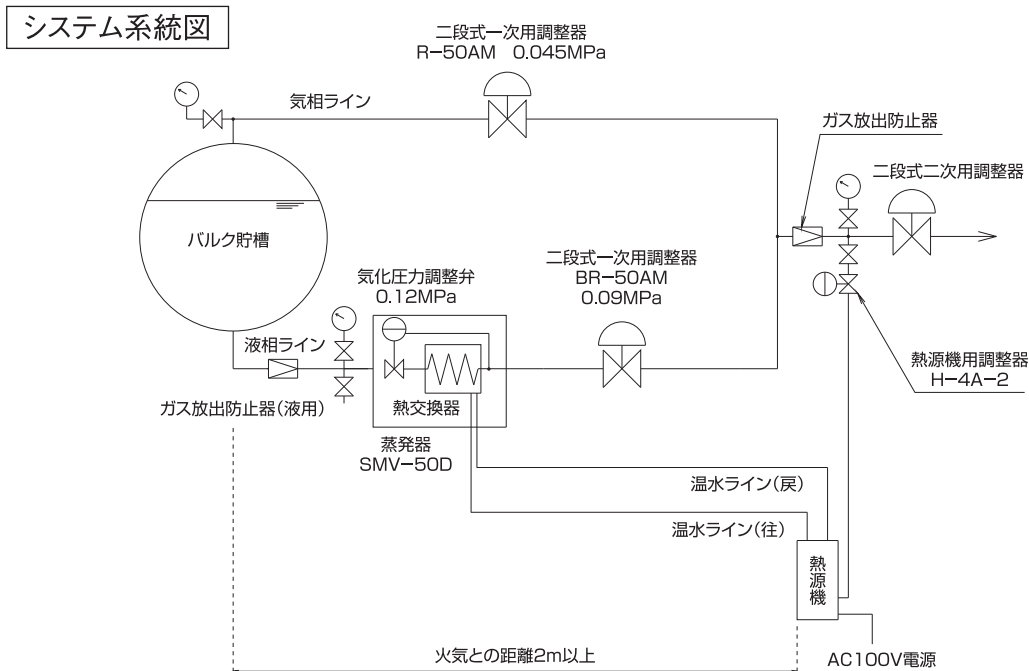 システム系統図
二段式一次用調整器
R−50AM 0.045MPa
気相ライン
ガス放出防止器
二段式二次用調整器
バルク貯槽
二段式一次用調整器
BR−50AM
0.09MPa
気化圧力調整弁
0.12MPa
液相ライン
熱源機用調整器
H−4A−2
ガス放出防止器(液用)
熱交換器
蒸発器
SMV−50D
温水ライン(戻)
温水ライン(往)
熱源機
火気との距離2m以上
AC100V電源